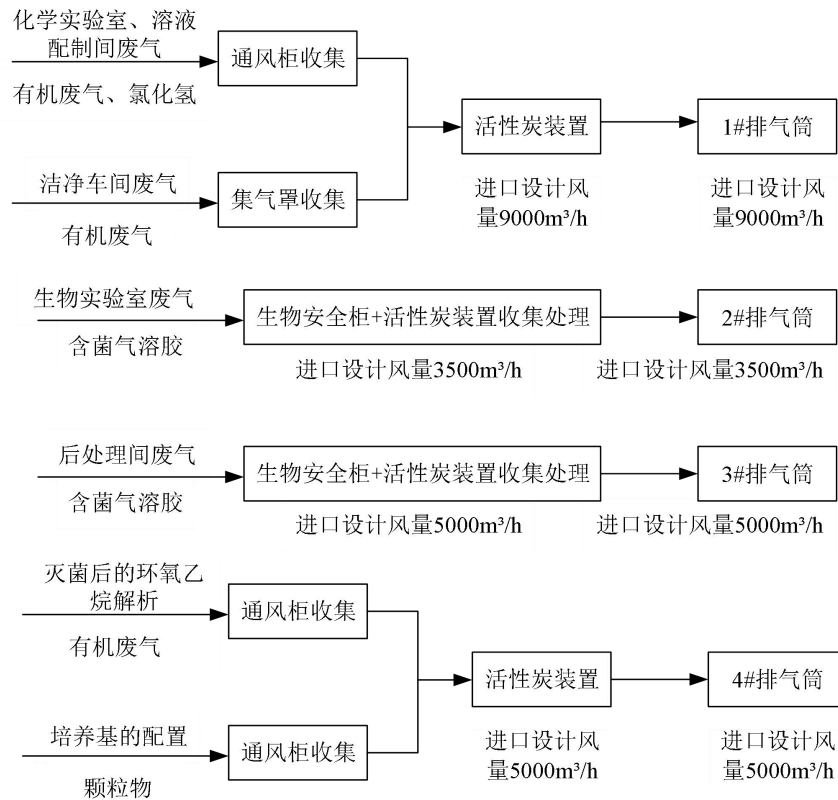 化学实验室、溶液
配制间废气
有机废气、氯化氢
通风柜收集
洁净车间废气
有机废气
集气罩收集
活性炭装置
进口设计风
量9000m³/h
1#排气筒
进口设计风
量9000m³/h
生物实验室废气
含菌气溶胶
生物安全柜+活性炭装置收集处理
进口设计风量3500m³/h
2#排气筒
进口设计风量3500m³/h
后处理间废气
含菌气溶胶
生物安全柜+活性炭装置收集处理
进口设计风量5000m³/h
3#排气筒
进口设计风量5000m³/h
灭菌后的环氧乙
烷解析
有机废气
通风柜收集
培养基的配置
颗粒物
通风柜收集
活性炭装置
进口设计风
量5000m³/h
4#排气筒
进口设计风
量5000m³/h